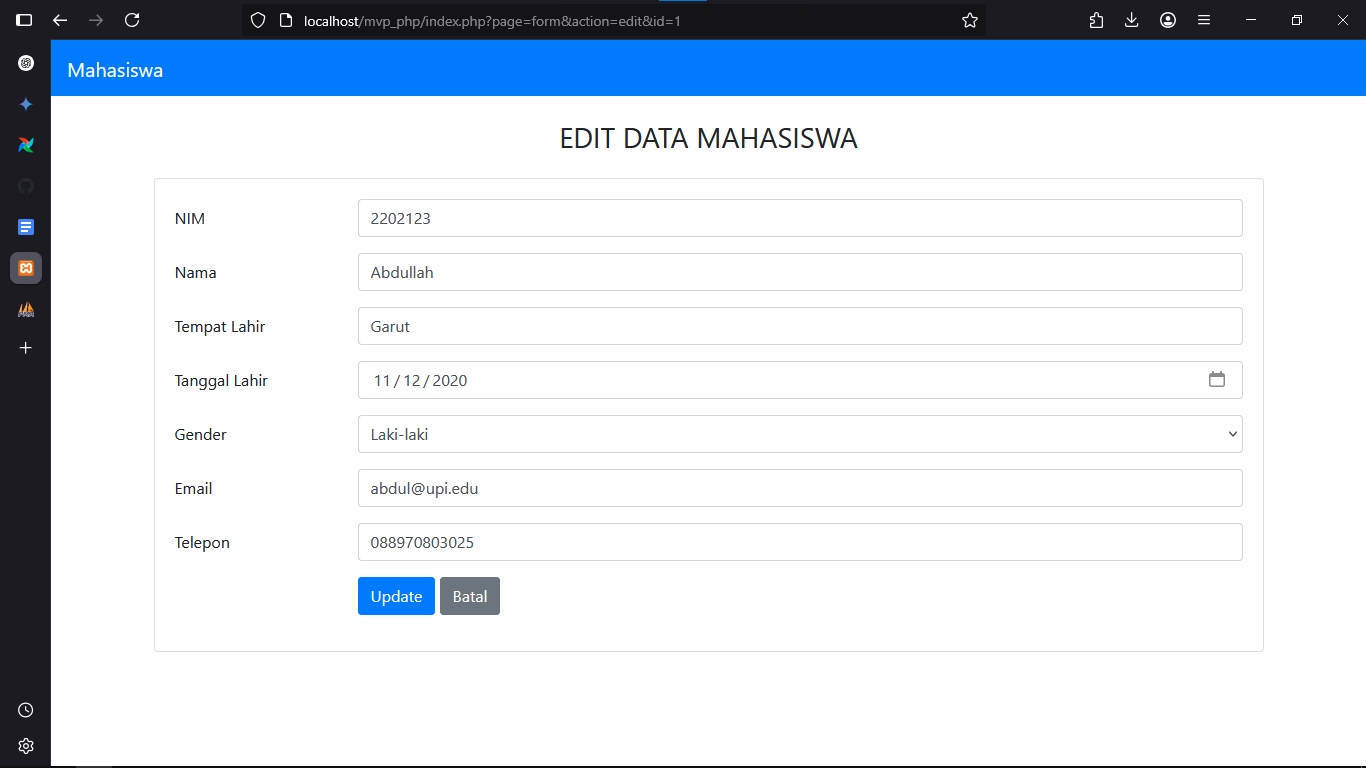 localhost/mvp_php/index.php?page=form&action=edit&id=1
Mahasiswa
EDIT DATA MAHASISWA
NIM 2202123
Nama Abdullah
Tempat Lahir Garut
Tanggal Lahir 11/12/2020
Gender Laki-laki
Email abdul@upi.edu
Telepon 088970803025
Update Batal